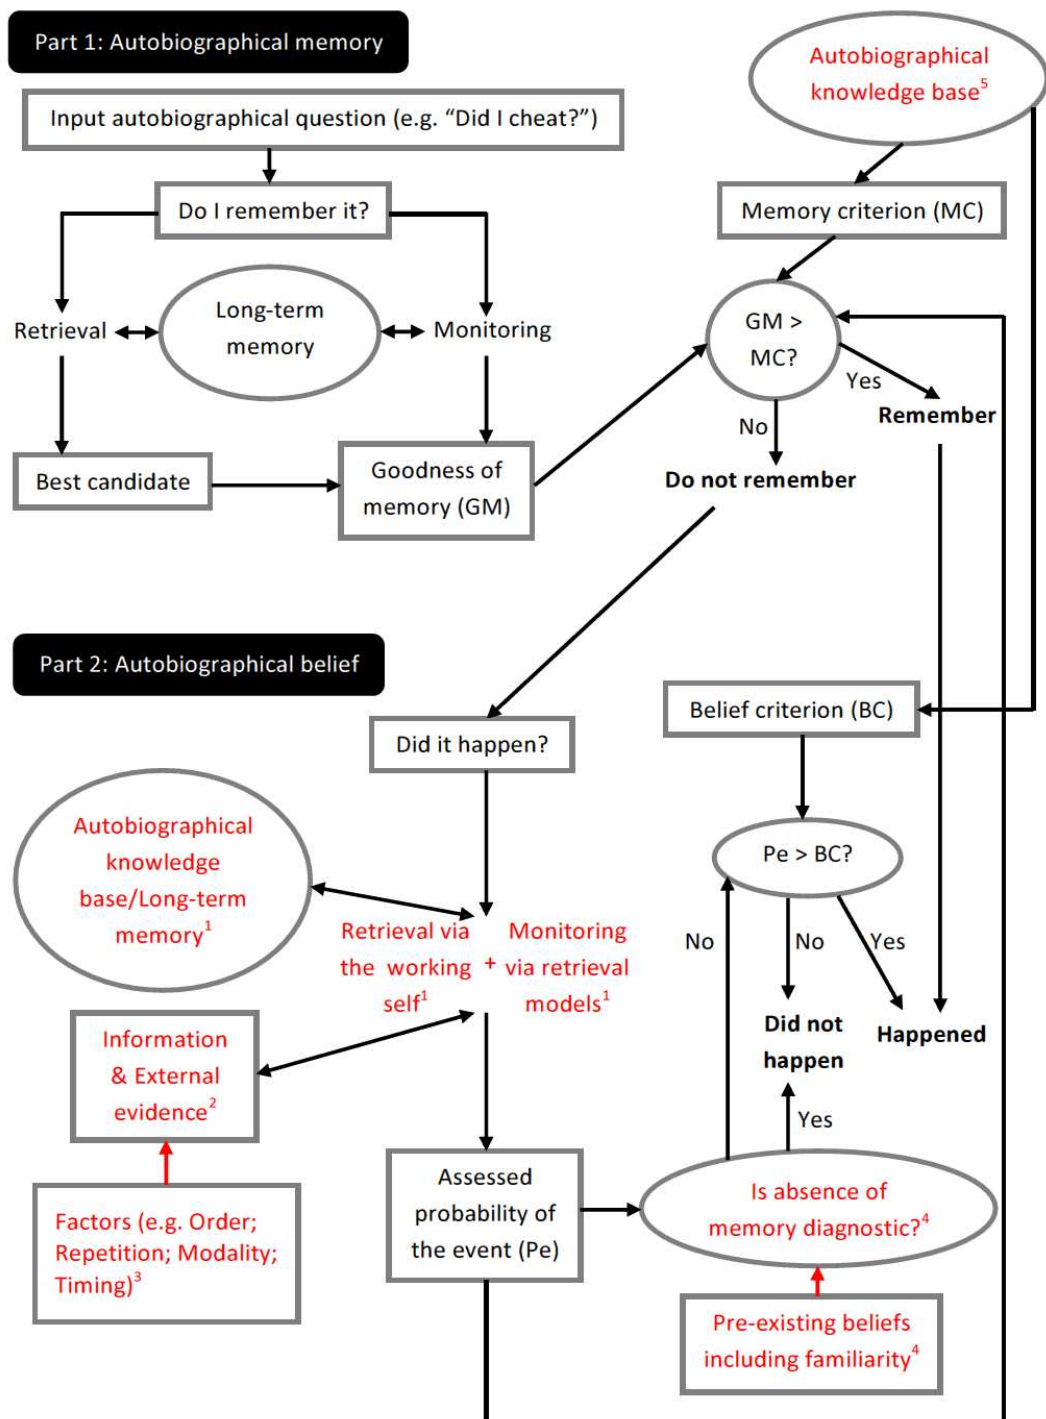 Part 1: Autobiographical memory
Autobiographical
knowledge base⁵
Input autobiographical question (e.g. “Did I cheat?”)
Do I remember it?
Memory criterion (MC)
Long-term
memory
Retrieval
Monitoring
GM >
MC?
Yes
Remember
No
Do not remember
Best candidate
Goodness of
memory (GM)
Part 2: Autobiographical belief
Belief criterion (BC)
Did it happen?
Autobiographical
knowledge
base/Long-term
memory¹
Pe > BC?
Retrieval via
the working
self¹
+
Monitoring
via retrieval
models¹
No
No
Yes
Did not
happen
Happened
Information
& External
evidence²
Yes
Assessed
probability of
the event (Pe)
Is absence of
memory diagnostic?⁴
Factors (e.g. Order;
Repetition; Modality;
Timing)³
Pre-existing beliefs
including familiarity⁴